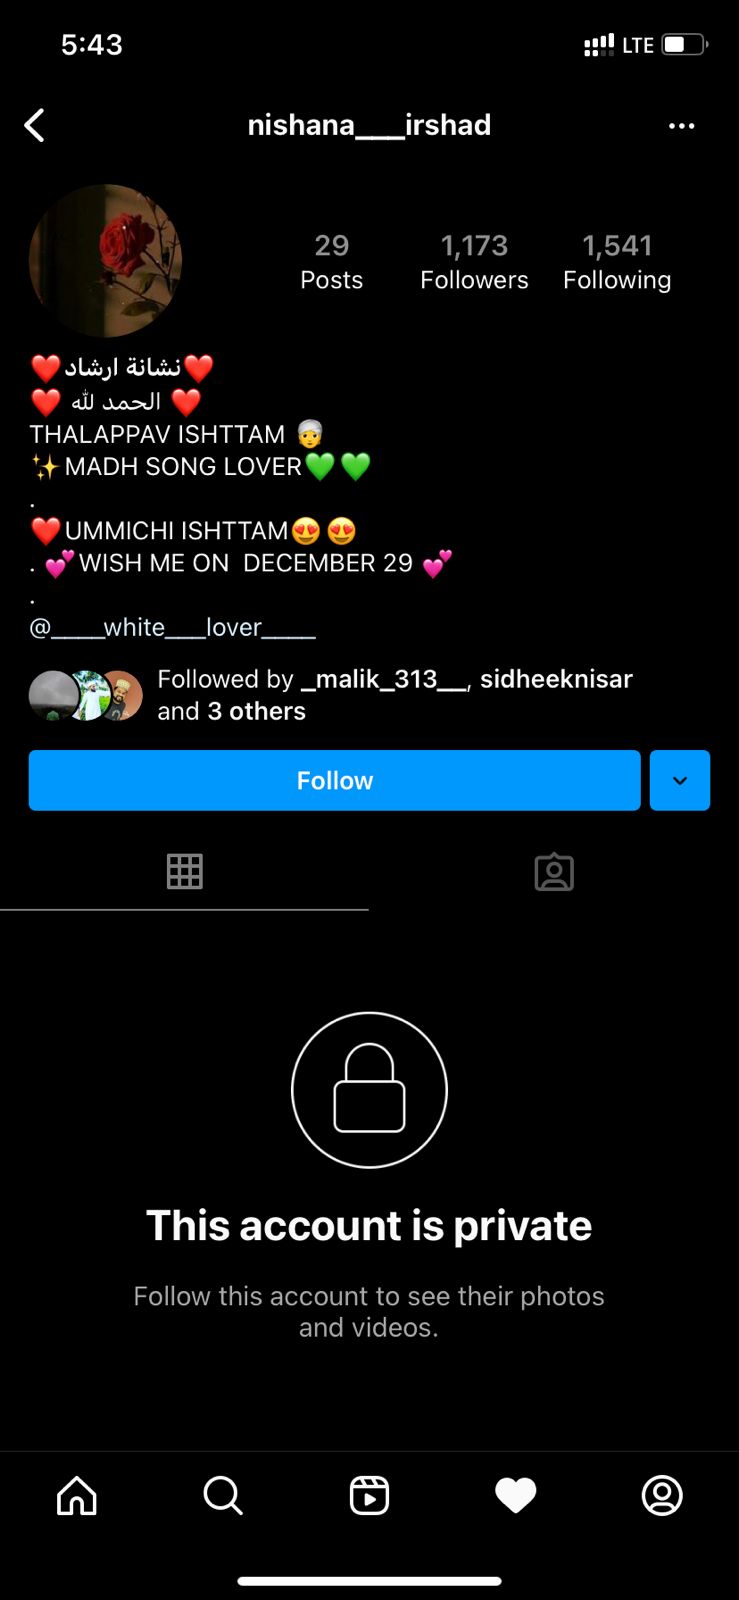 5:43 LTE
nishana___irshad
29 1,173 1,541
Posts Followers Following
❤️نشانة ارشاد❤️
❤️ الحمد لله ❤️
THALAPPAV ISHTTAM 👳
✨MADH SONG LOVER💚💚
.
❤️UMMICHI ISHTTAM😍😍
. 💕WISH ME ON DECEMBER 29 💕
.
@____white___lover____
Followed by _malik_313__, sidheeknisar
and 3 others
Follow
This account is private
Follow this account to see their photos
and videos.